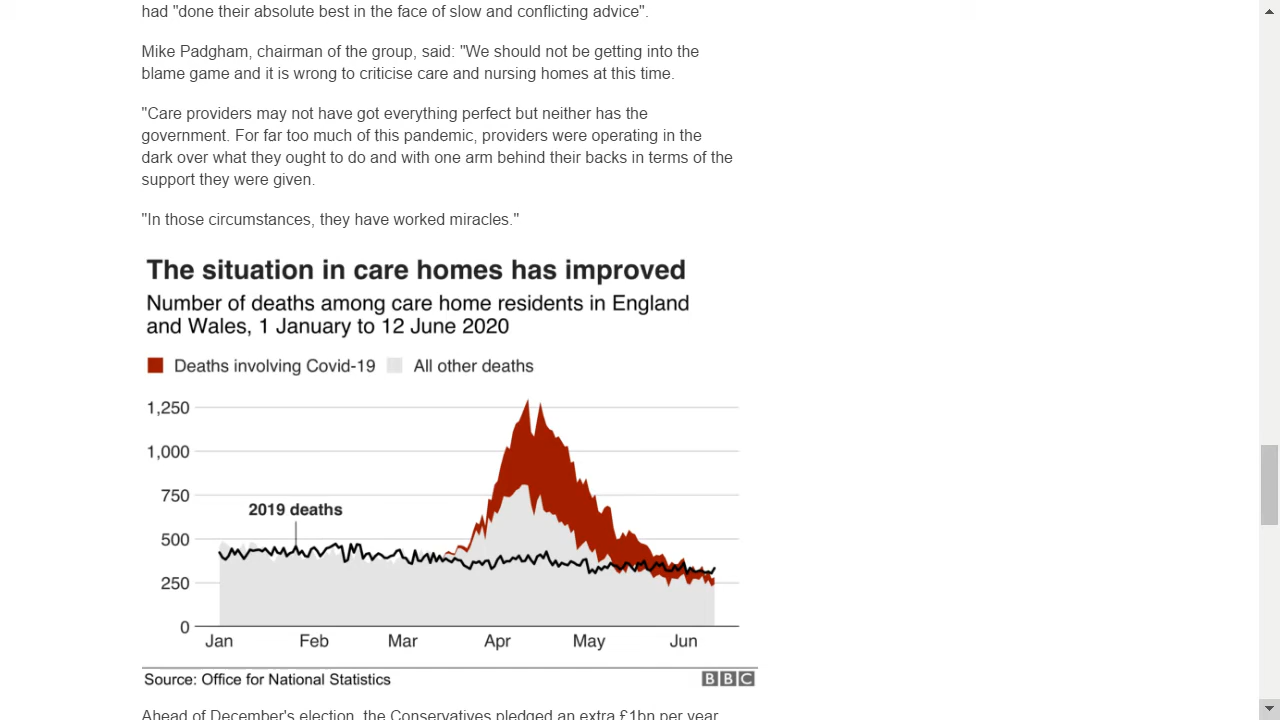 had "done their absolute best in the face of slow and conflicting advice".
Mike Padgham, chairman of the group, said: "We should not be getting into the
blame game and it is wrong to criticise care and nursing homes at this time.
"Care providers may not have got everything perfect but neither has the
government. For far too much of this pandemic, providers were operating in the
dark over what they ought to do and with one arm behind their backs in terms of the
support they were given.
"In those circumstances, they have worked miracles."
The situation in care homes has improved
Number of deaths among care home residents in England
and Wales, 1 January to 12 June 2020
Deaths involving Covid-19 All other deaths
1,250
1,000
750
2019 deaths
500
250
0
Jan Feb Mar Apr May Jun
Source: Office for National Statistics BBC
Ahead of December's election, the Conservatives pledged an extra £1bn per year